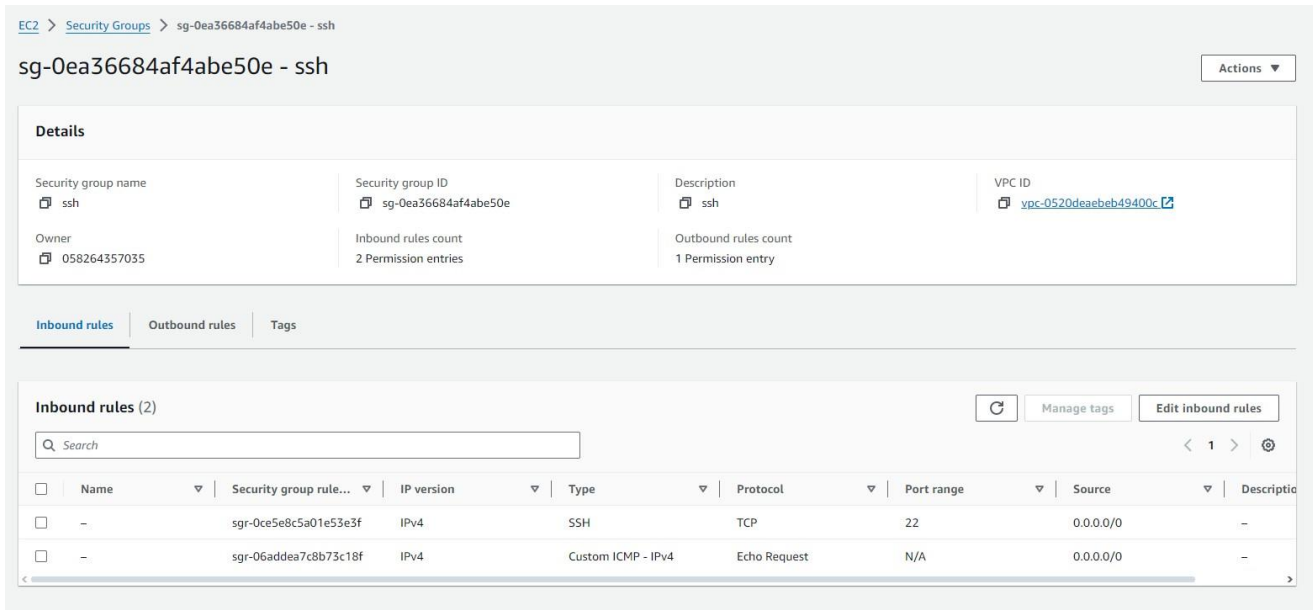 EC2 > Security Groups > sg-0ea36684af4abe50e - ssh
sg-0ea36684af4abe50e - ssh
Actions
Details
Security group name Security group ID Description VPC ID
ssh sg-0ea36684af4abe50e ssh vpc-0520deaebeb49400c
Owner Inbound rules count Outbound rules count
058264357035 2 Permission entries 1 Permission entry
Inbound rules Outbound rules Tags
Inbound rules (2) Manage tags Edit inbound rules
Search 1
Name Security group rule... IP version Type Protocol Port range Source Descriptio
– sgr-0ce5e8c5a01e53e3f IPv4 SSH TCP 22 0.0.0.0/0 –
– sgr-06addea7c8b73c18f IPv4 Custom ICMP - IPv4 Echo Request N/A 0.0.0.0/0 –